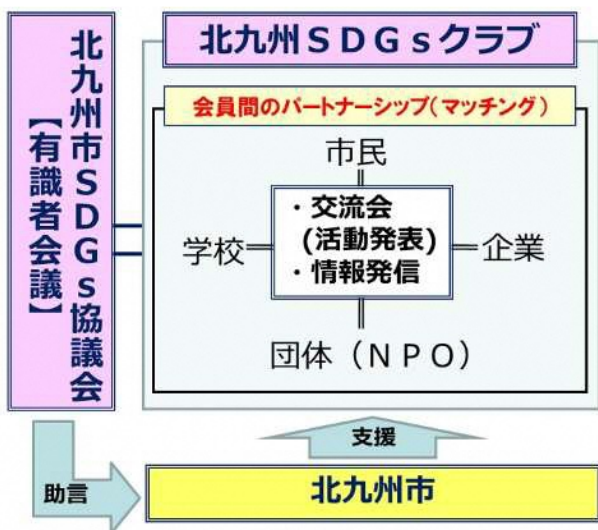 北九州市SDGs協議会
【有識者会議】
北九州SDGsクラブ
会員間のパートナーシップ(マッチング)
市民
学校
・交流会
(活動発表)
・情報発信
企業
団体(NPO)
支援
助言
北九州市